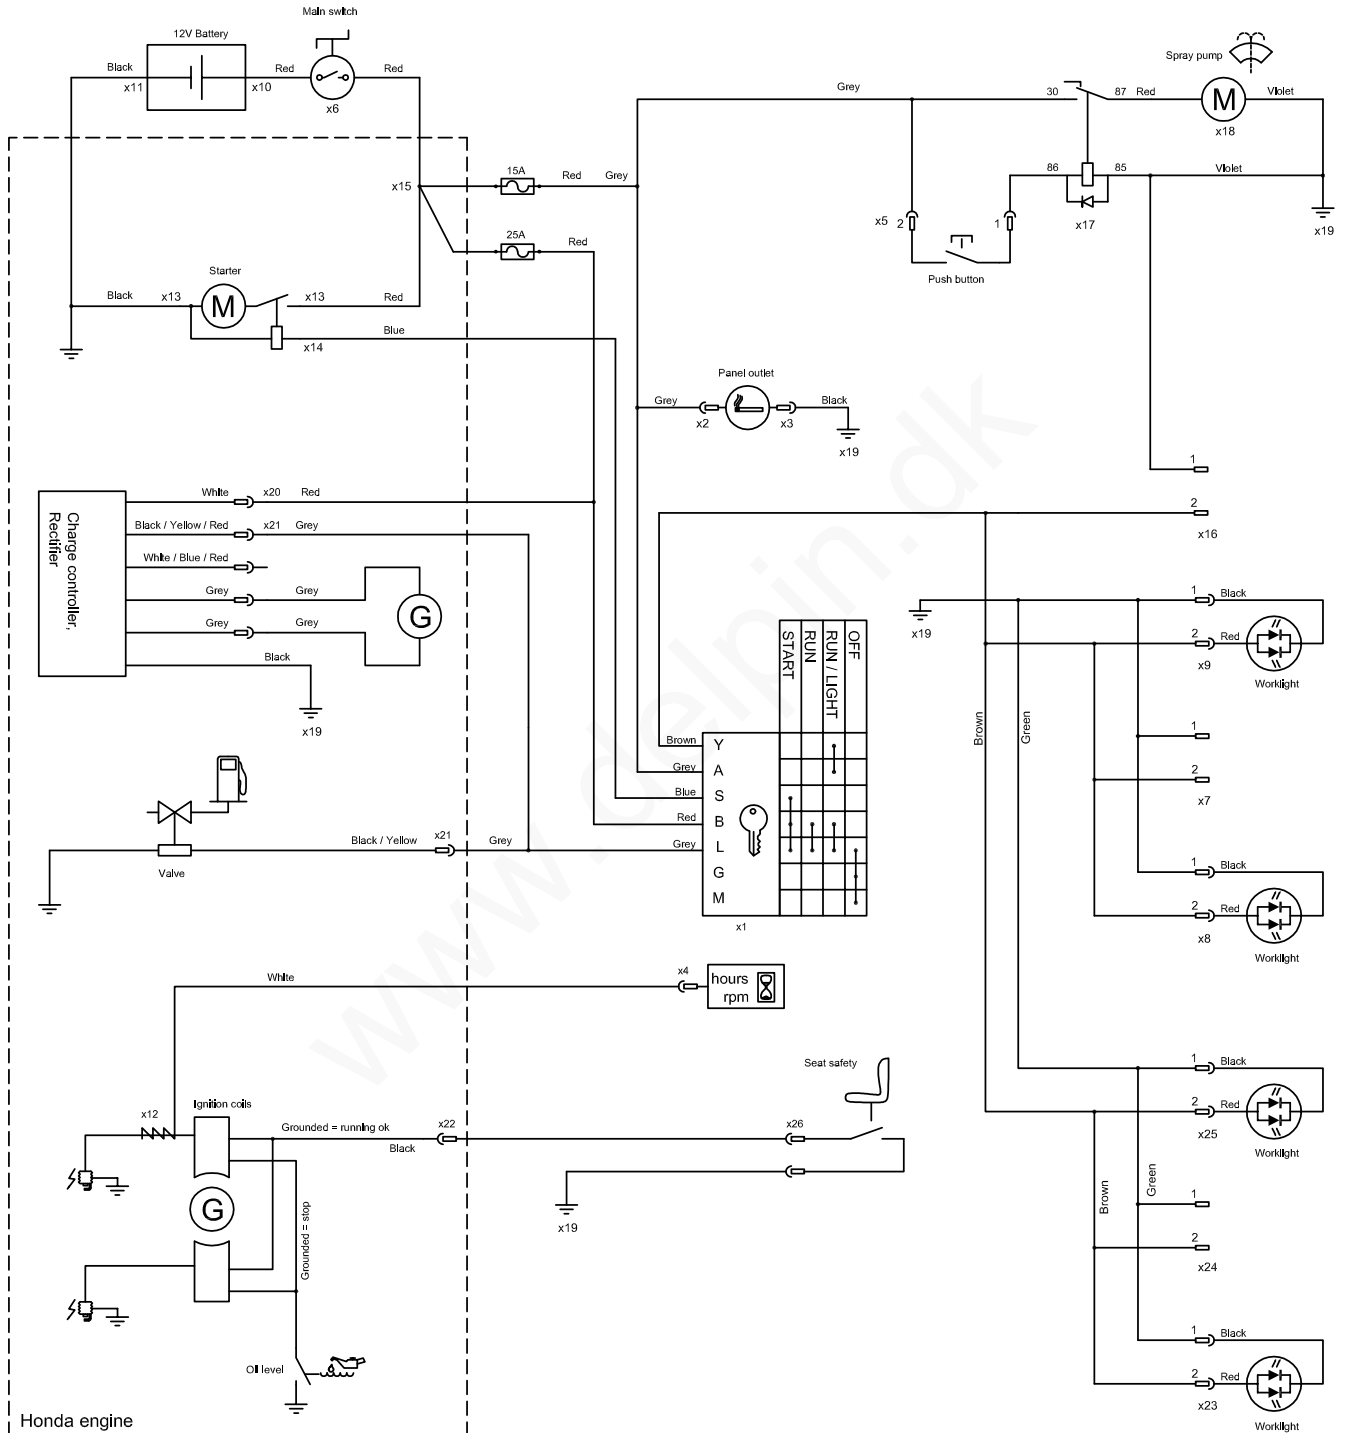 Main switch
12V Battery
Black
x11
x10
Red
x6
Red
Spray pump
Grey
30
87
Red
M
Violet
x18
x15
15A
Red
Grey
25A
Red
86
85
Violet
x17
x19
x5
2
1
Push button
Starter
Black
x13
M
x13
Red
x14
Blue
Panel outlet
Grey
x2
x3
Black
x19
1
2
x16
Charge controller,
Rectifier
White
x20
Red
Black / Yellow / Red
x21
Grey
White / Blue / Red
Grey
Grey
G
Grey
Grey
Black
x19
x19
1
Black
2
Red
x9
Worklight
START
RUN
RUN / LIGHT
OFF
Brown
Y
Grey
A
Blue
S
Red
B
Grey
L
G
M
x1
Brown
Green
1
2
x7
1
Black
2
Red
x8
Worklight
Valve
Black / Yellow
x21
Grey
White
x4
hours
rpm
Seat safety
x12
Ignition coils
Grounded = running ok
Black
x22
x26
x19
G
Grounded = stop
Oil level
1
Black
2
Red
x25
Worklight
Brown
Green
1
2
x24
1
Black
2
Red
x23
Worklight
Honda engine
www.delpin.dk